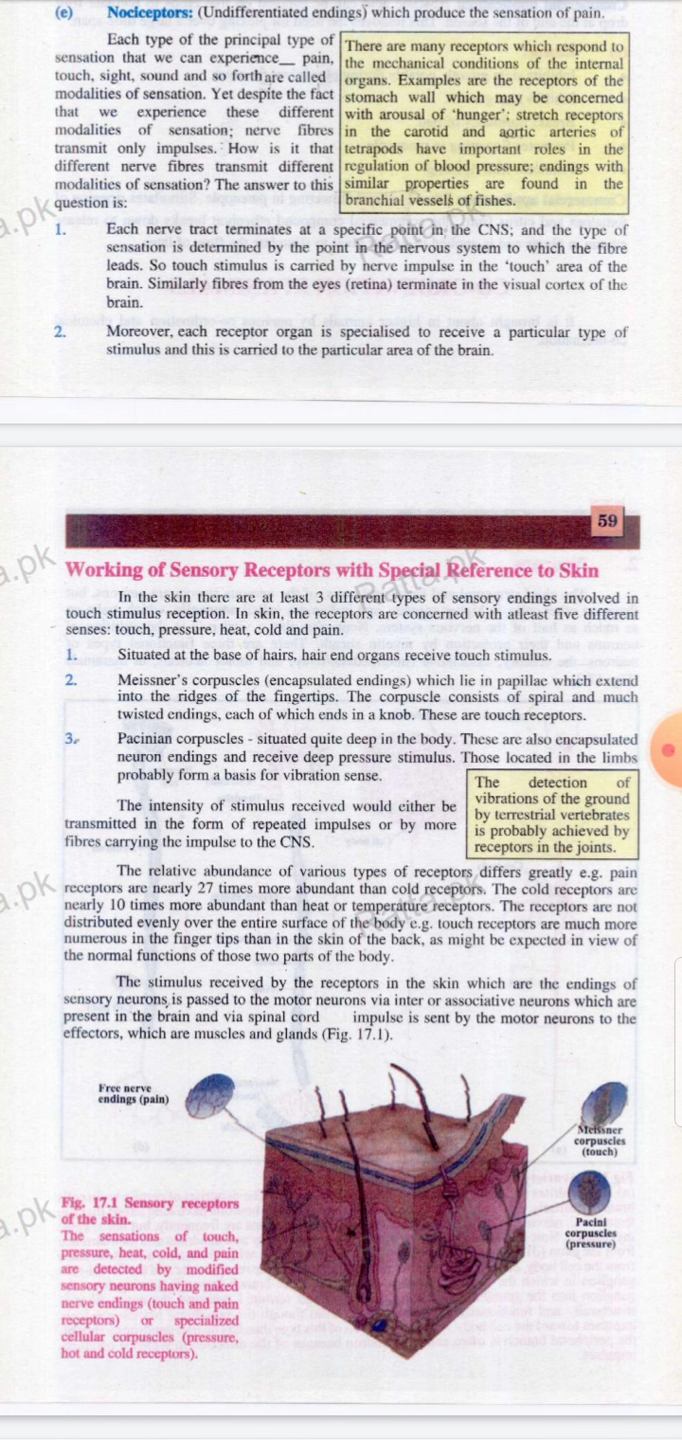 (e) Nociceptors: (Undifferentiated endings) which produce the sensation of pain.
Each type of the principal type of
sensation that we can experience__ pain,
touch, sight, sound and so forth are called
modalities of sensation. Yet despite the fact
that we experience these different
modalities of sensation; nerve fibres
transmit only impulses. How is it that
different nerve fibres transmit different
modalities of sensation? The answer to this
question is:
There are many receptors which respond to
the mechanical conditions of the internal
organs. Examples are the receptors of the
stomach wall which may be concerned
with arousal of ‘hunger’; stretch receptors
in the carotid and aortic arteries of
tetrapods have important roles in the
regulation of blood pressure; endings with
similar properties are found in the
branchial vessels of fishes.
1. Each nerve tract terminates at a specific point in the CNS; and the type of
sensation is determined by the point in the nervous system to which the fibre
leads. So touch stimulus is carried by nerve impulse in the ‘touch’ area of the
brain. Similarly fibres from the eyes (retina) terminate in the visual cortex of the
brain.
2. Moreover, each receptor organ is specialised to receive a particular type of
stimulus and this is carried to the particular area of the brain.
59
Working of Sensory Receptors with Special Reference to Skin
In the skin there are at least 3 different types of sensory endings involved in
touch stimulus reception. In skin, the receptors are concerned with atleast five different
senses: touch, pressure, heat, cold and pain.
1. Situated at the base of hairs, hair end organs receive touch stimulus.
2. Meissner's corpuscles (encapsulated endings) which lie in papillae which extend
into the ridges of the fingertips. The corpuscle consists of spiral and much
twisted endings, each of which ends in a knob. These are touch receptors.
3. Pacinian corpuscles - situated quite deep in the body. These are also encapsulated
neuron endings and receive deep pressure stimulus. Those located in the limbs
probably form a basis for vibration sense.
The intensity of stimulus received would either be
transmitted in the form of repeated impulses or by more
fibres carrying the impulse to the CNS.
The detection of
vibrations of the ground
by terrestrial vertebrates
is probably achieved by
receptors in the joints.
The relative abundance of various types of receptors differs greatly e.g. pain
receptors are nearly 27 times more abundant than cold receptors. The cold receptors are
nearly 10 times more abundant than heat or temperature receptors. The receptors are not
distributed evenly over the entire surface of the body e.g. touch receptors are much more
numerous in the finger tips than in the skin of the back, as might be expected in view of
the normal functions of those two parts of the body.
The stimulus received by the receptors in the skin which are the endings of
sensory neurons is passed to the motor neurons via inter or associative neurons which are
present in the brain and via spinal cord impulse is sent by the motor neurons to the
effectors, which are muscles and glands (Fig. 17.1).
Free nerve
endings (pain)
Meissner
corpuscles
(touch)
Pacini
corpuscles
(pressure)
Fig. 17.1 Sensory receptors
of the skin.
The sensations of touch,
pressure, heat, cold, and pain
are detected by modified
sensory neurons having naked
nerve endings (touch and pain
receptors) or specialized
cellular corpuscles (pressure,
hot and cold receptors).
Ratta.pk
Ratta.pk
a.pk
a.pk
a.pk
a.pk